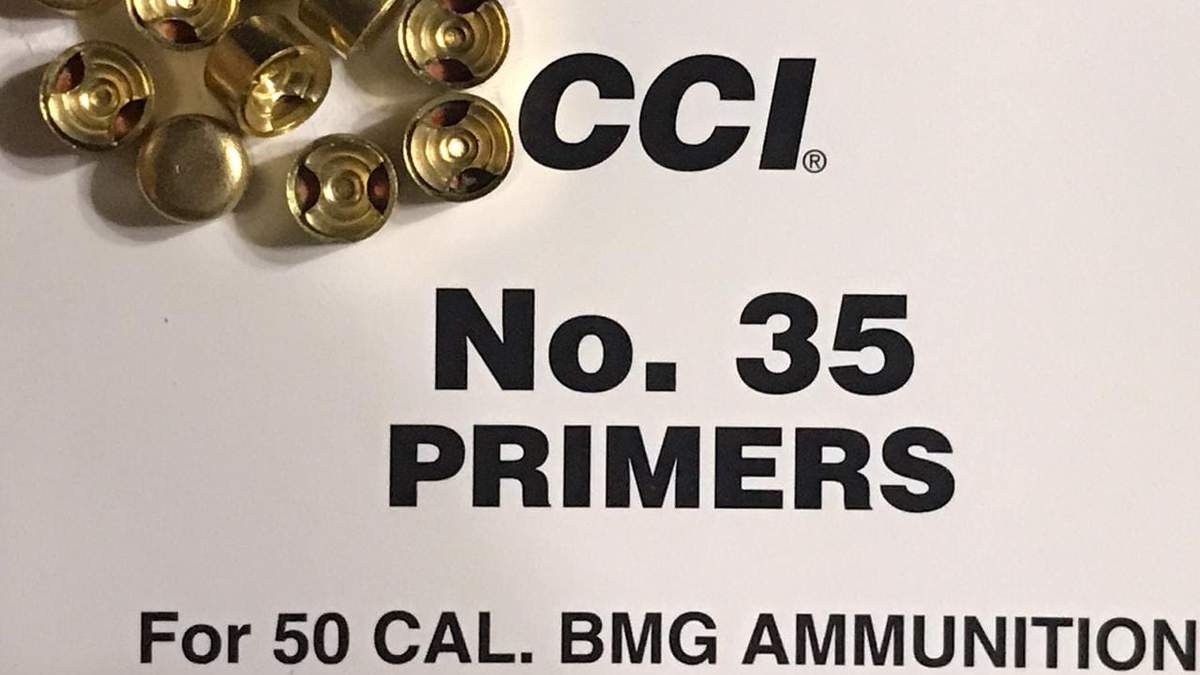 CCI®
No. 35
PRIMERS
For 50 CAL. BMG AMMUNITION